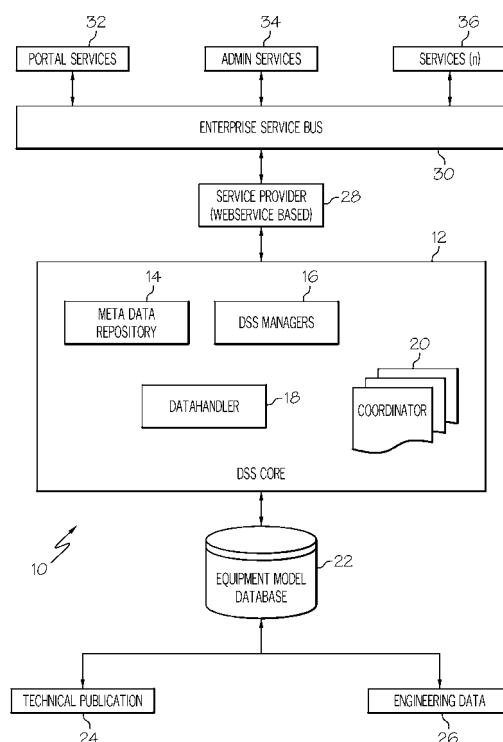 32
34
36
PORTAL SERVICES
ADMIN SERVICES
SERVICES (n)
ENTERPRISE SERVICE BUS
30
SERVICE PROVIDER
(WEBSERVICE BASED)
28
12
14
16
META DATA
REPOSITORY
DSS MANAGERS
20
DATAHANDLER
18
COORDINATOR
DSS CORE
10
EQUIPMENT MODEL
DATABASE
22
TECHNICAL PUBLICATION
ENGINEERING DATA
24
26